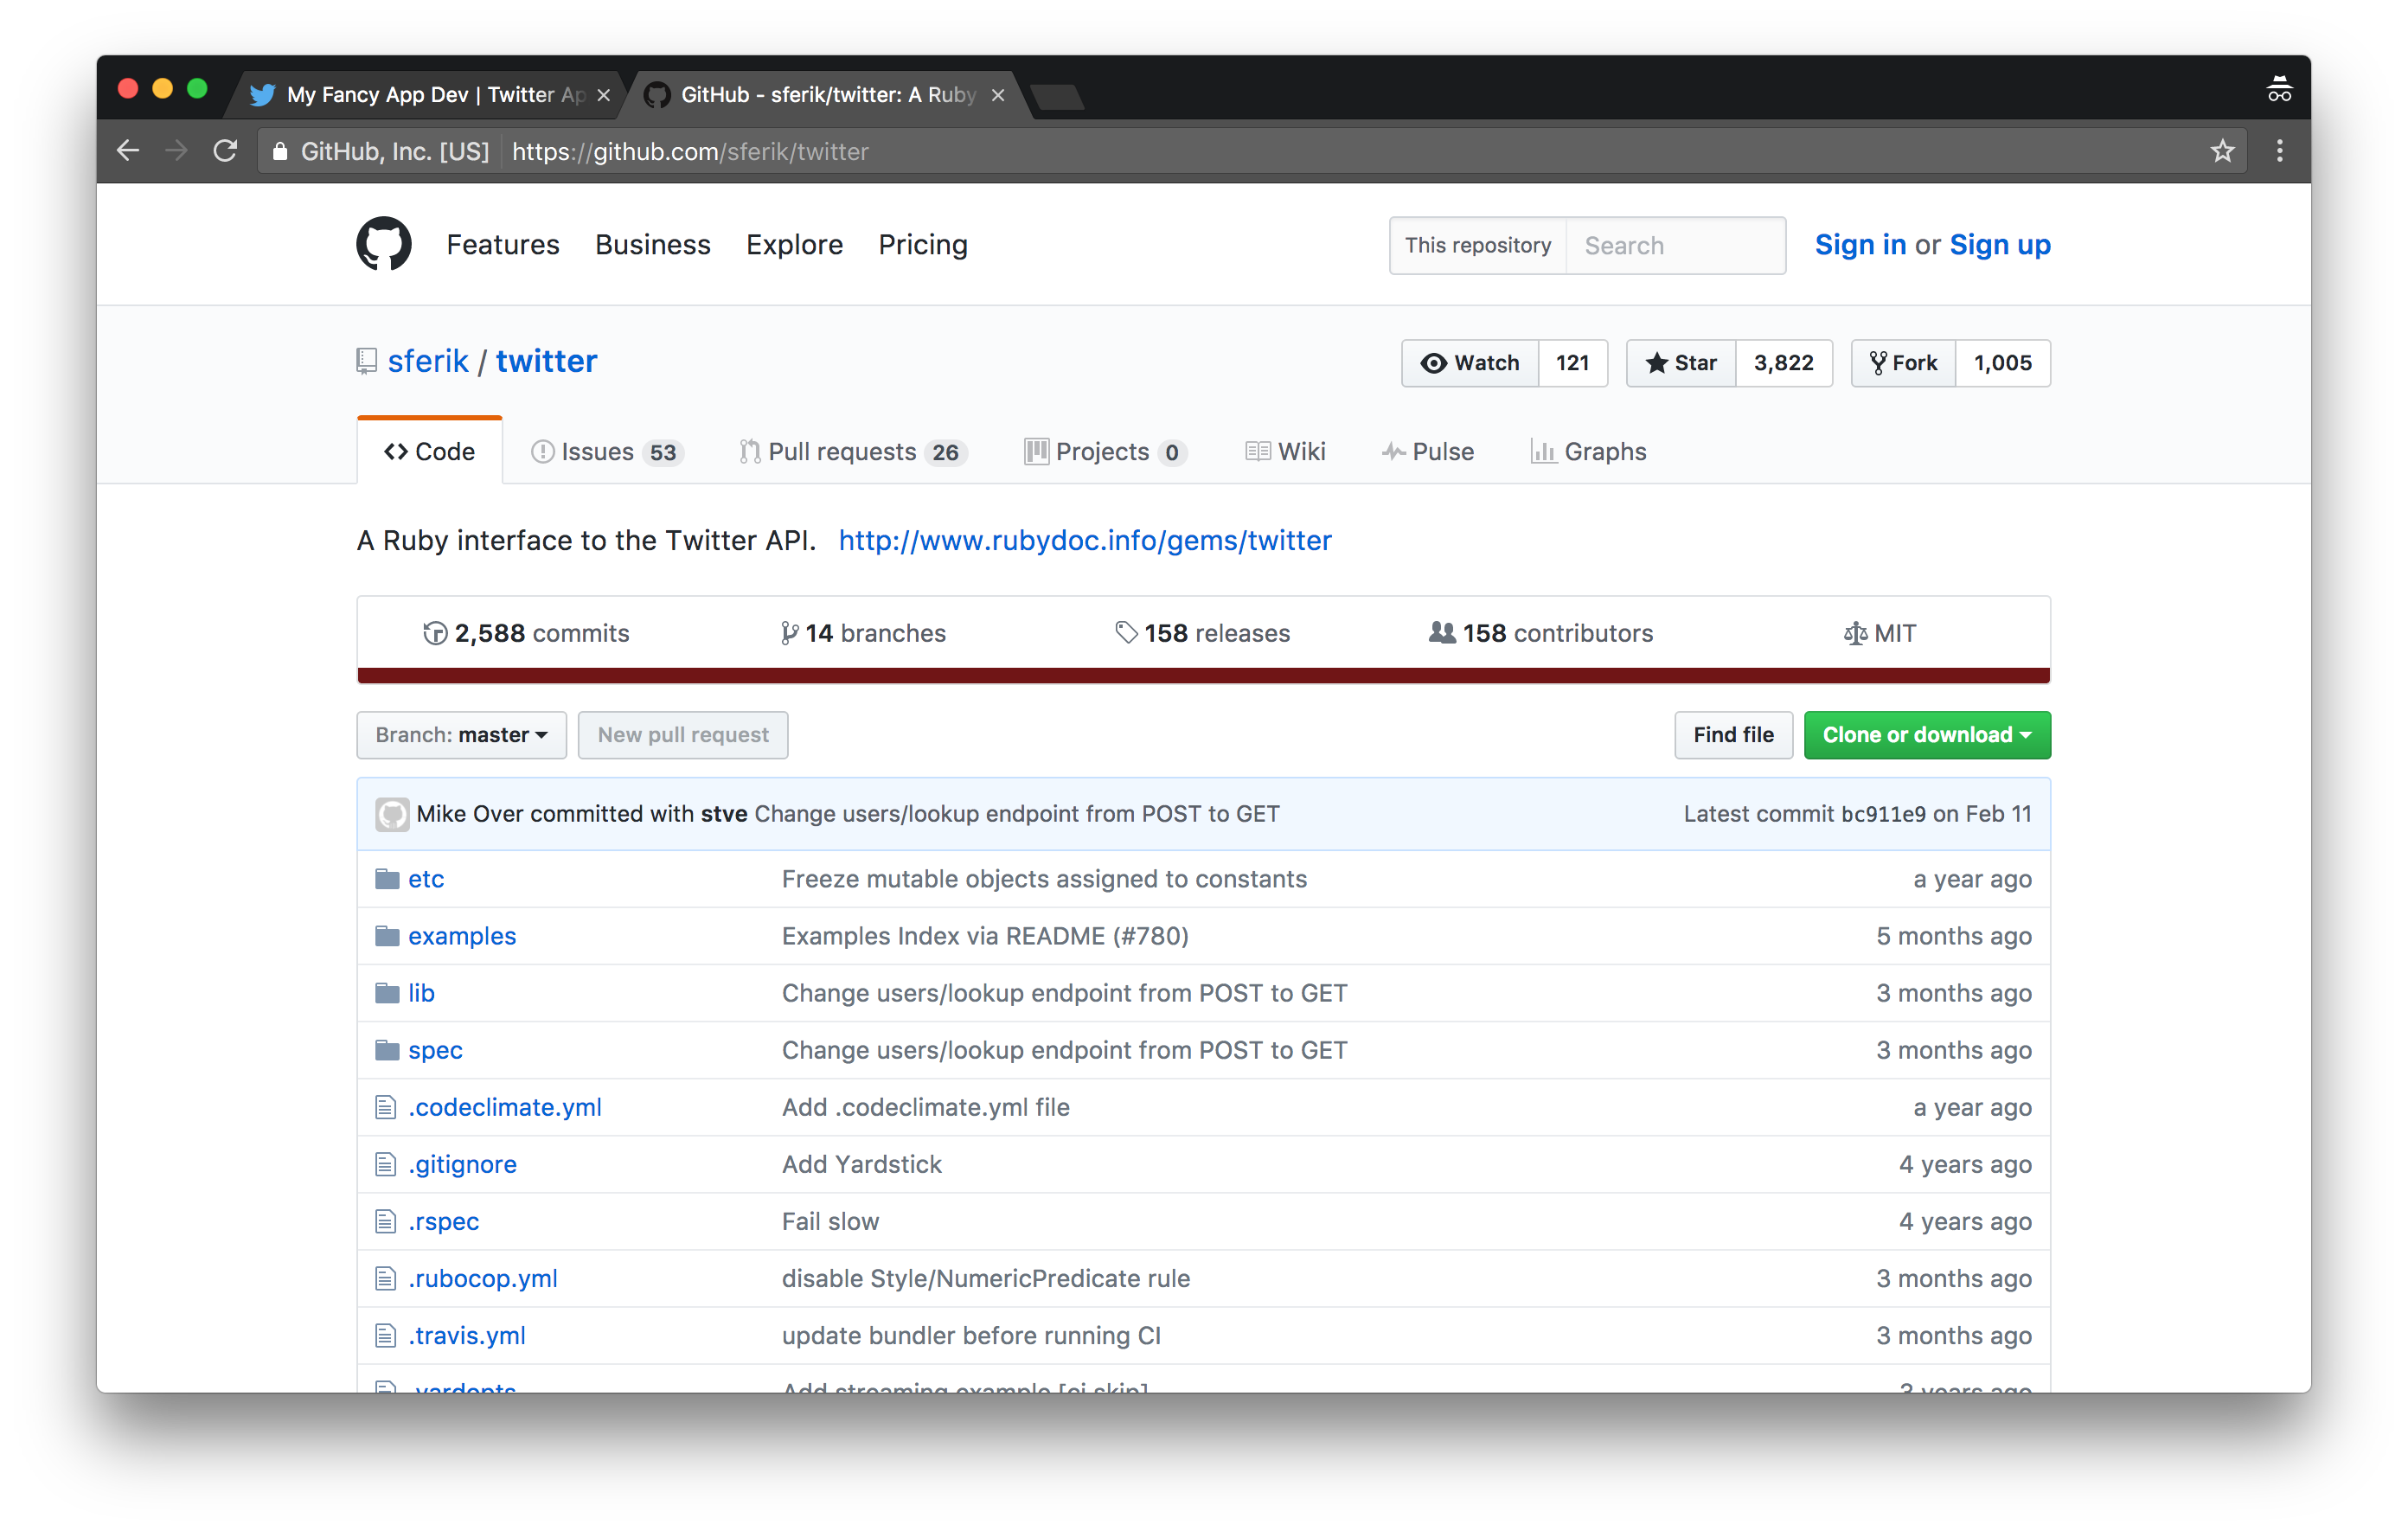 My Fancy App Dev | Twitter Ap
GitHub - sferik/twitter: A Ruby
GitHub, Inc. [US] https://github.com/sferik/twitter
Features Business Explore Pricing This repository Search Sign in or Sign up
sferik / twitter Watch 121 Star 3,822 Fork 1,005
Code Issues 53 Pull requests 26 Projects 0 Wiki Pulse Graphs
A Ruby interface to the Twitter API. http://www.rubydoc.info/gems/twitter
2,588 commits 14 branches 158 releases 158 contributors MIT
Branch: master New pull request Find file Clone or download
Mike Over committed with stve Change users/lookup endpoint from POST to GET Latest commit bc911e9 on Feb 11
etc Freeze mutable objects assigned to constants a year ago
examples Examples Index via README (#780) 5 months ago
lib Change users/lookup endpoint from POST to GET 3 months ago
spec Change users/lookup endpoint from POST to GET 3 months ago
.codeclimate.yml Add .codeclimate.yml file a year ago
.gitignore Add Yardstick 4 years ago
.rspec Fail slow 4 years ago
.rubocop.yml disable Style/NumericPredicate rule 3 months ago
.travis.yml update bundler before running CI 3 months ago
.yardopts Add streaming example [ci skip] 3 years ago